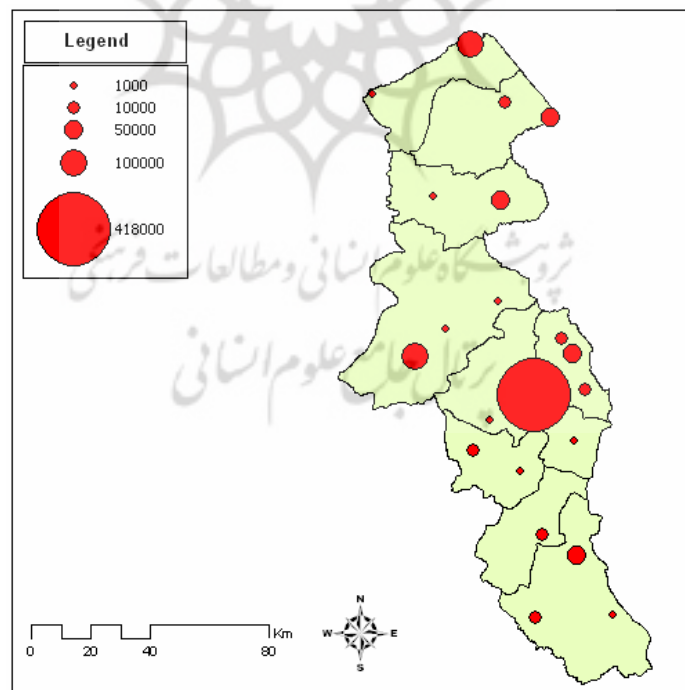 Legend
1000
10000
50000
100000
418000
پژوهشگاه علوم انسانی و مطالعات فرهنگی
پرتال جامع علوم انسانی
N
W E
S
Km
0 20 40 80